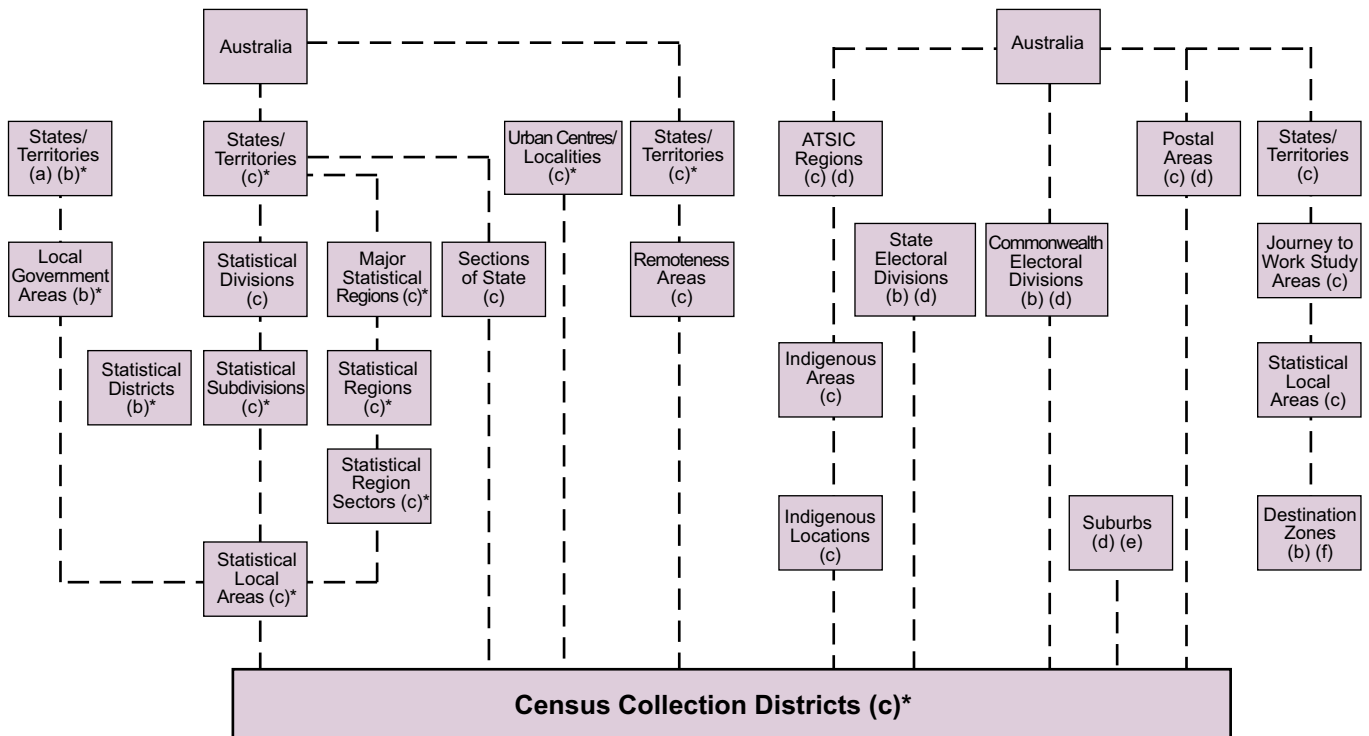 Australia
Australia
States/
Territories
(a) (b)*
States/
Territories
(c)*
Urban Centres/
Localities
(c)*
States/
Territories
(c)*
ATSIC
Regions
(c) (d)
Postal
Areas
(c) (d)
States/
Territories
(c)
Local
Government
Areas (b)*
Statistical
Divisions
(c)
Major
Statistical
Regions (c)*
Sections
of State
(c)
Remoteness
Areas
(c)
State
Electoral
Divisions
(b) (d)
Commonwealth
Electoral
Divisions
(b) (d)
Journey to
Work Study
Areas (c)
Statistical
Districts
(b)*
Statistical
Subdivisions
(c)*
Statistical
Regions
(c)*
Indigenous
Areas
(c)
Statistical
Local
Areas (c)
Statistical
Region
Sectors (c)*
Indigenous
Locations
(c)
Suburbs
(d) (e)
Destination
Zones
(b) (f)
Statistical
Local
Areas (c)*
Census Collection Districts (c)*